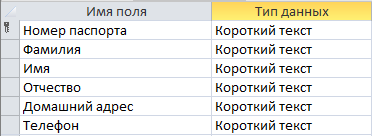 Имя поля Тип данных
Номер паспорта Короткий текст
Фамилия Короткий текст
Имя Короткий текст
Отчество Короткий текст
Домашний адрес Короткий текст
Телефон Короткий текст